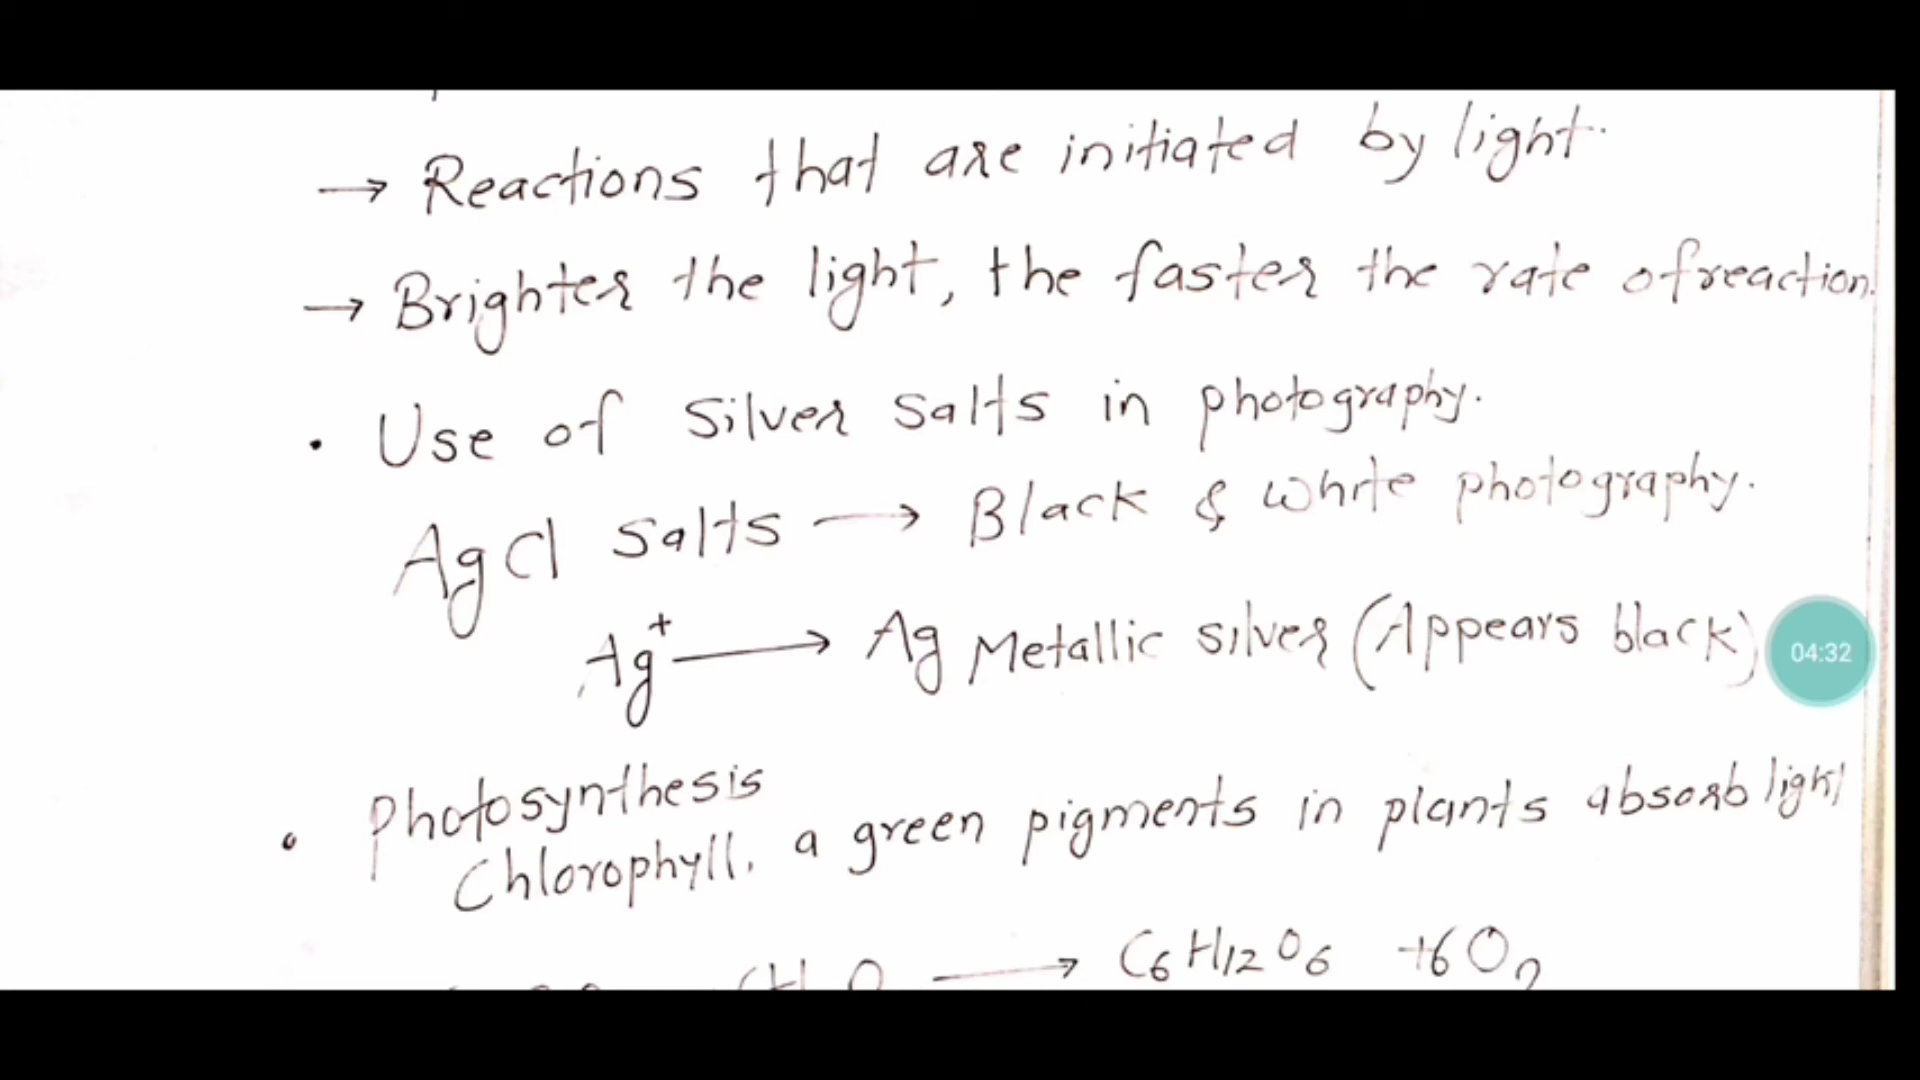 → Reactions that are initiated by light.
→ Brighter the light, the faster the rate of reaction.
• Use of silver salts in photography.
AgCl salts → Black & white photography.
Ag⁺ → Ag Metallic silver (Appears black)
04:32
• Photosynthesis
Chlorophyll, a green pigments in plants absorb light
→ C6H12O6 +6O2